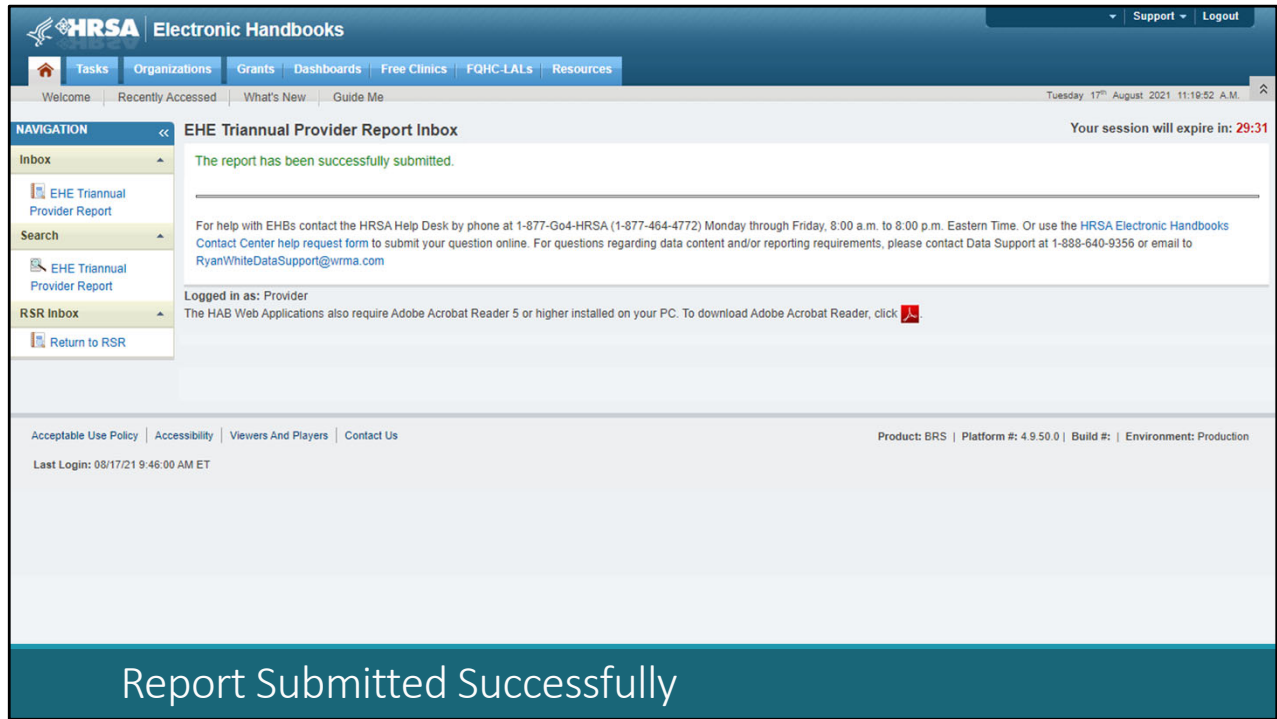 HRSA Electronic Handbooks
Support Logout
Tasks Organizations Grants Dashboards Free Clinics FQHC-LALs Resources
Welcome Recently Accessed What's New Guide Me
Tuesday 17th August 2021 11:19:52 A.M.
NAVIGATION
Inbox
EHE Triannual
Provider Report
Search
EHE Triannual
Provider Report
RSR Inbox
Return to RSR
EHE Triannual Provider Report Inbox
Your session will expire in: 29:31
The report has been successfully submitted.
For help with EHBs contact the HRSA Help Desk by phone at 1-877-Go4-HRSA (1-877-464-4772) Monday through Friday, 8:00 a.m. to 8:00 p.m. Eastern Time. Or use the HRSA Electronic Handbooks
Contact Center help request form to submit your question online. For questions regarding data content and/or reporting requirements, please contact Data Support at 1-888-640-9356 or email to
RyanWhiteDataSupport@wrma.com
Logged in as: Provider
The HAB Web Applications also require Adobe Acrobat Reader 5 or higher installed on your PC. To download Adobe Acrobat Reader, click .
Acceptable Use Policy | Accessibility | Viewers And Players | Contact Us
Product: BRS | Platform #: 4.9.50.0 | Build #: | Environment: Production
Last Login: 08/17/21 9:46:00 AM ET
Report Submitted Successfully